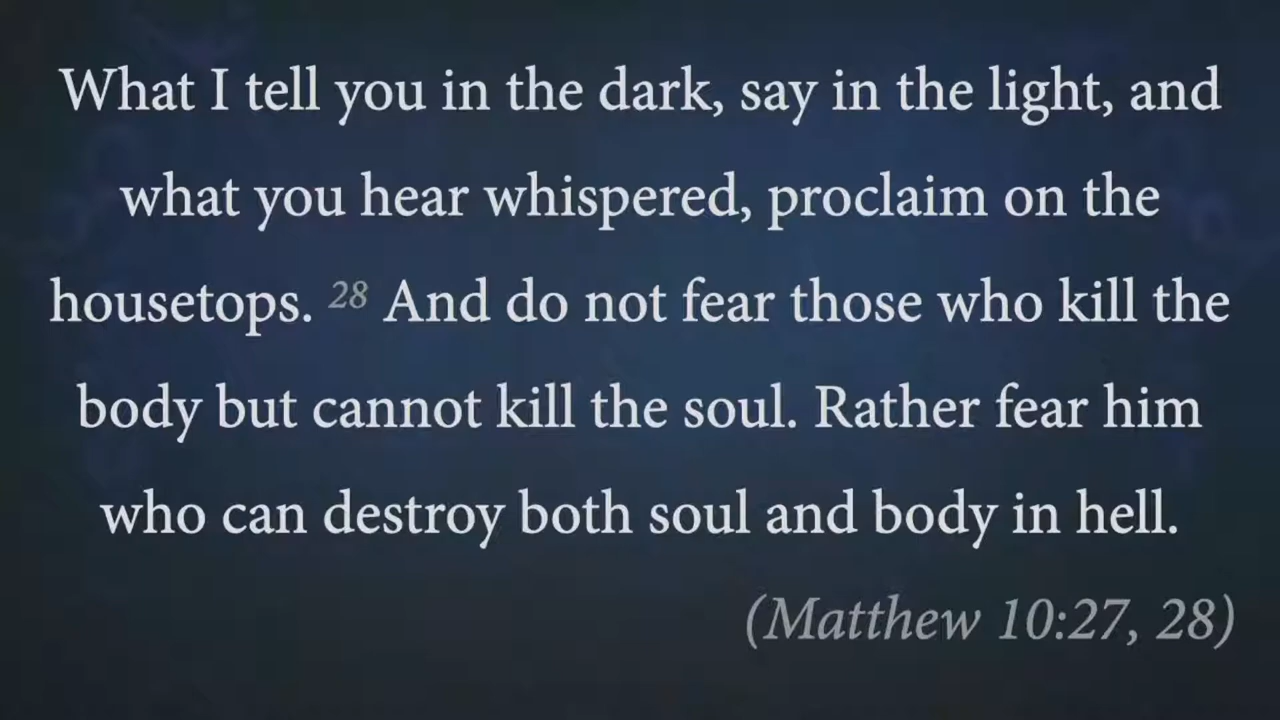 What I tell you in the dark, say in the light, and
what you hear whispered, proclaim on the
housetops. 28 And do not fear those who kill the
body but cannot kill the soul. Rather fear him
who can destroy both soul and body in hell.
(Matthew 10:27, 28)